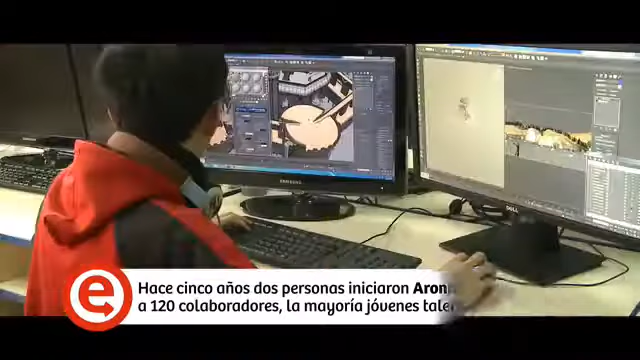 SAMSUNG
DELL
e
Hace cinco años dos personas iniciaron
a 120 colaboradores, la mayoría jóvenes